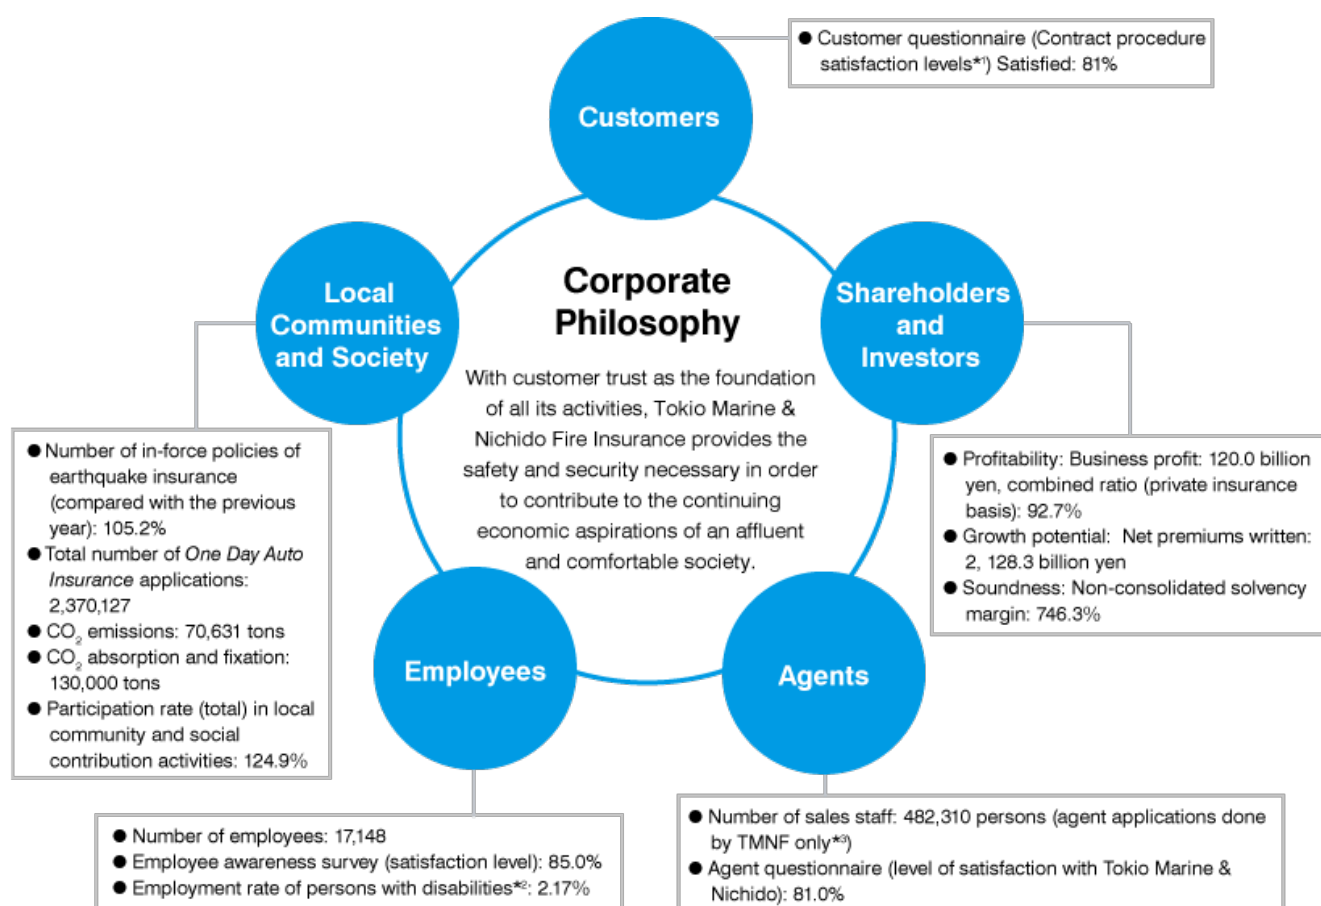 ● Customer questionnaire (Contract procedure
satisfaction levels*1) Satisfied: 81%
Customers
Local
Communities
and Society
Corporate
Philosophy
With customer trust as the foundation
of all its activities, Tokio Marine &
Nichido Fire Insurance provides the
safety and security necessary in order
to contribute to the continuing
economic aspirations of an affluent
and comfortable society.
Shareholders
and
Investors
● Number of in-force policies of
earthquake insurance
(compared with the previous
year): 105.2%
● Total number of One Day Auto
Insurance applications:
2,370,127
● CO2 emissions: 70,631 tons
● CO2 absorption and fixation:
130,000 tons
● Participation rate (total) in local
community and social
contribution activities: 124.9%
● Profitability: Business profit: 120.0 billion
yen, combined ratio (private insurance
basis): 92.7%
● Growth potential: Net premiums written:
2, 128.3 billion yen
● Soundness: Non-consolidated solvency
margin: 746.3%
Employees
Agents
● Number of employees: 17,148
● Employee awareness survey (satisfaction level): 85.0%
● Employment rate of persons with disabilities*2: 2.17%
● Number of sales staff: 482,310 persons (agent applications done
by TMNF only*3)
● Agent questionnaire (level of satisfaction with Tokio Marine &
Nichido): 81.0%